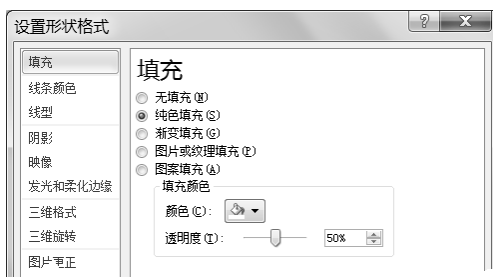 设置形状格式
填充
线条颜色
线型
阴影
映像
发光和柔化边缘
三维格式
三维旋转
图片更正
填充
无填充(N)
纯色填充(S)
渐变填充(G)
图片或纹理填充(P)
图案填充(A)
填充颜色
颜色(C):
透明度(T): 50%